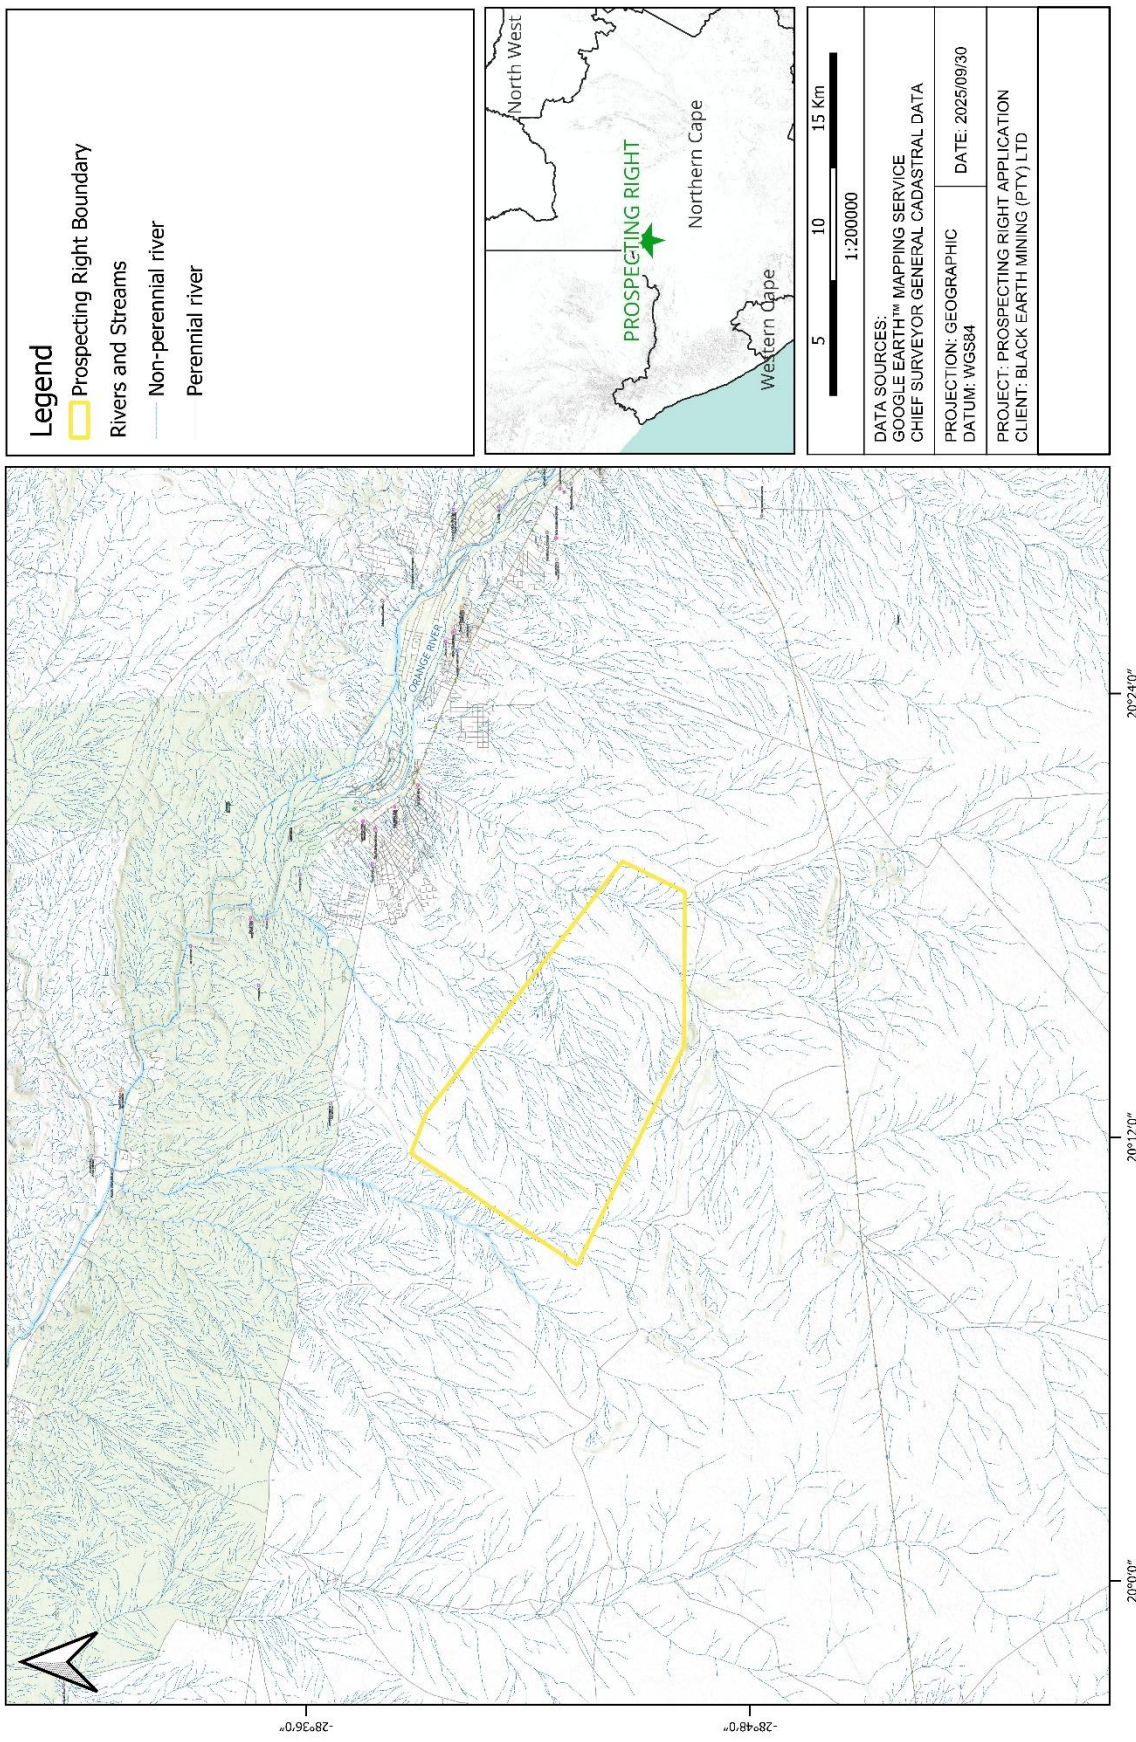 Legend
Prospecting Right Boundary
Rivers and Streams
Non-perennial river
Perennial river
North West
PROSPECTING RIGHT
Northern Cape
Western Cape
5 10 15 Km
1:200000
DATA SOURCES:
GOOGLE EARTH™ MAPPING SERVICE
CHIEF SURVEYOR GENERAL CADASTRAL DATA
PROJECTION: GEOGRAPHIC
DATUM: WGS84
DATE: 2025/09/30
PROJECT: PROSPECTING RIGHT APPLICATION
CLIENT: BLACK EARTH MINING (PTY) LTD
ORANGE RIVER
-28°36'0"
-28°48'0"
20°0'0"
20°12'0"
20°24'0"